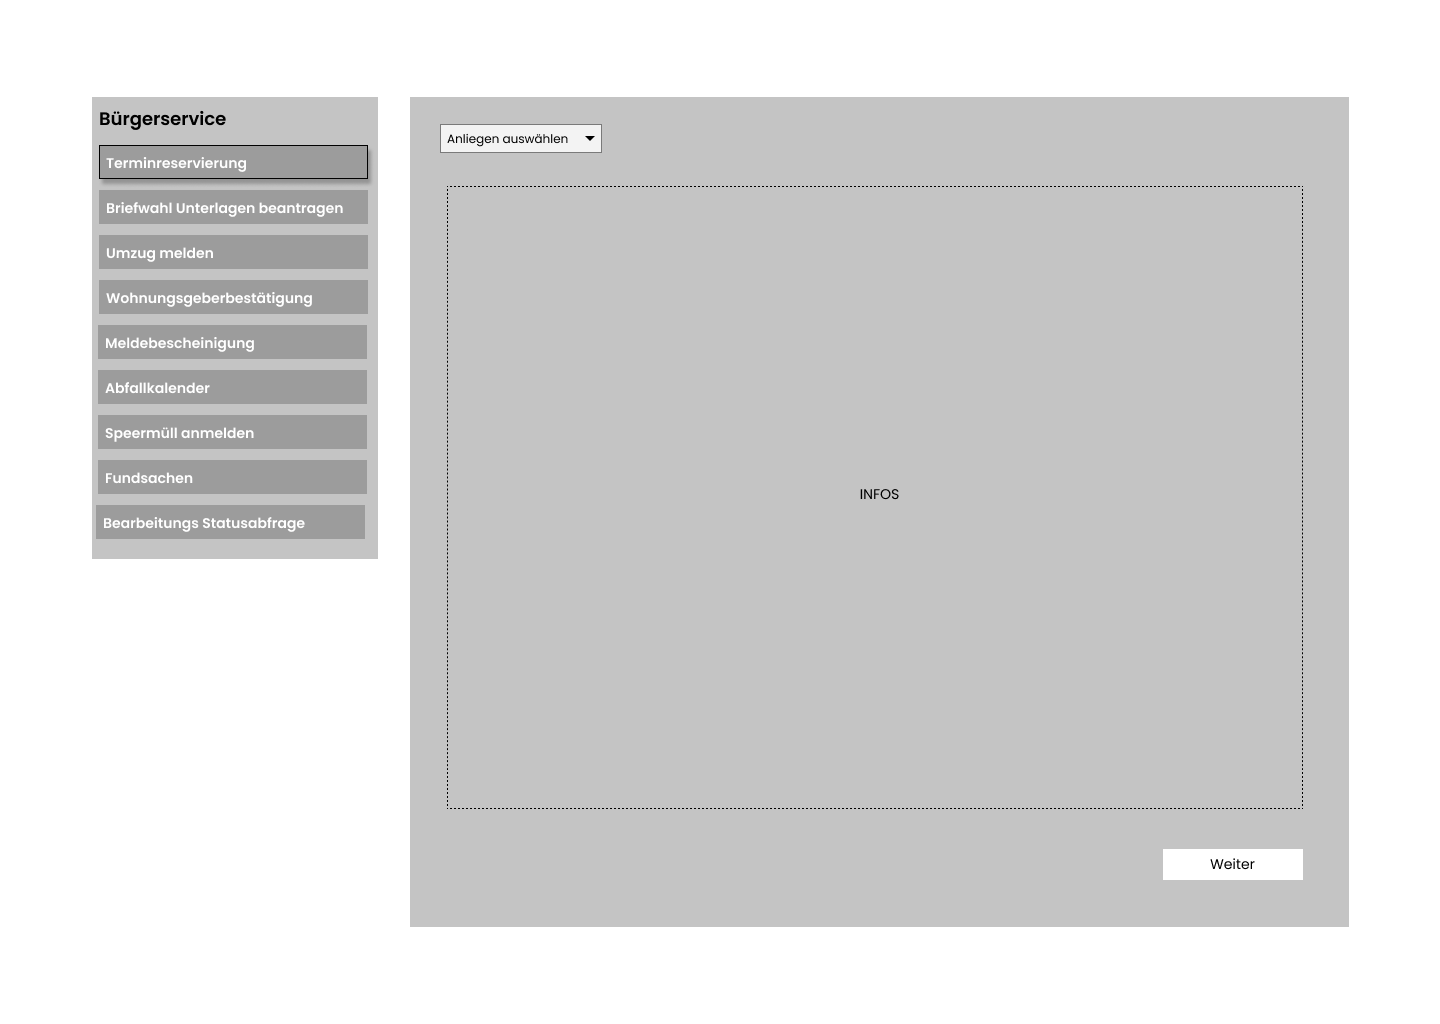 Bürgerservice
Terminreservierung
Briefwahl Unterlagen beantragen
Umzug melden
Wohnungsgeberbestätigung
Meldebescheinigung
Abfallkalender
Speermüll anmelden
Fundsachen
Bearbeitungs Statusabfrage
Anliegen auswählen
INFOS
Weiter